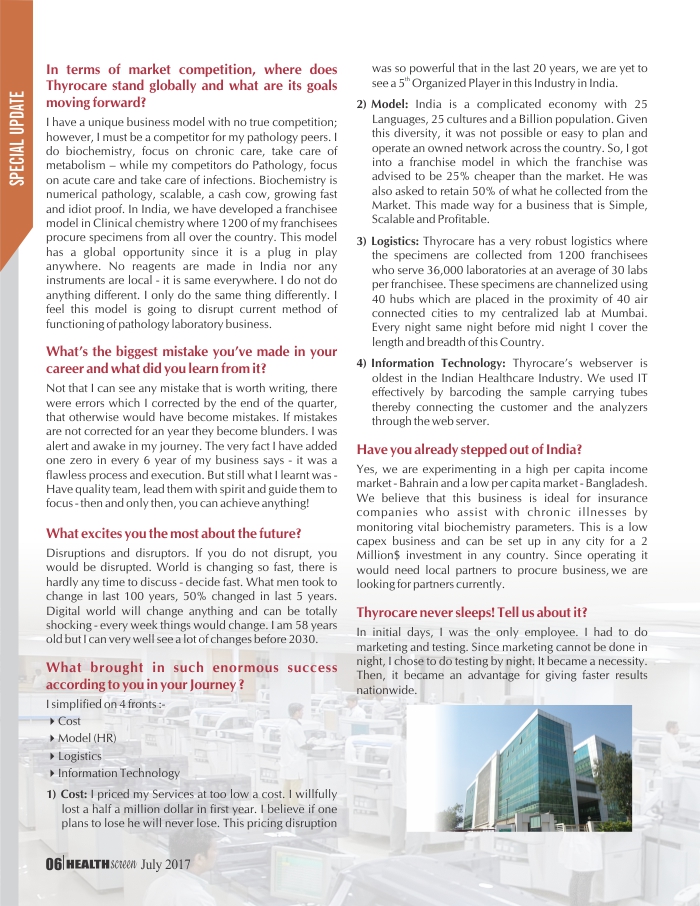 SPECIAL UPDATE
In terms of market competition, where does
Thyrocare stand globally and what are its goals
moving forward?
I have a unique business model with no true competition;
however, I must be a competitor for my pathology peers. I
do biochemistry, focus on chronic care, take care of
metabolism – while my competitors do Pathology, focus
on acute care and take care of infections. Biochemistry is
numerical pathology, scalable, a cash cow, growing fast
and idiot proof. In India, we have developed a franchisee
model in Clinical chemistry where 1200 of my franchisees
procure specimens from all over the country. This model
has a global opportunity since it is a plug in play
anywhere. No reagents are made in India nor any
instruments are local - it is same everywhere. I do not do
anything different. I only do the same thing differently. I
feel this model is going to disrupt current method of
functioning of pathology laboratory business.
What's the biggest mistake you've made in your
career and what did you learn from it?
Not that I can see any mistake that is worth writing, there
were errors which I corrected by the end of the quarter,
that otherwise would have become mistakes. If mistakes
are not corrected for an year they become blunders. I was
alert and awake in my journey. The very fact I have added
one zero in every 6 year of my business says - it was a
flawless process and execution. But still what I learnt was -
Have quality team, lead them with spirit and guide them to
focus - then and only then, you can achieve anything!
What excites you the most about the future?
Disruptions and disruptors. If you do not disrupt, you
would be disrupted. World is changing so fast, there is
hardly any time to discuss - decide fast. What men took to
change in last 100 years, 50% changed in last 5 years.
Digital world will change anything and can be totally
shocking - every week things would change. I am 58 years
old but I can very well see a lot of changes before 2030.
What brought in such enormous success
according to you in your Journey ?
I simplified on 4 fronts :-
Cost
Model (HR)
Logistics
Information Technology
1) Cost: I priced my Services at too low a cost. I willfully
lost a half a million dollar in first year. I believe if one
plans to lose he will never lose. This pricing disruption
was so powerful that in the last 20 years, we are yet to
see a 5th Organized Player in this Industry in India.
2) Model: India is a complicated economy with 25
Languages, 25 cultures and a Billion population. Given
this diversity, it was not possible or easy to plan and
operate an owned network across the country. So, I got
into a franchise model in which the franchise was
advised to be 25% cheaper than the market. He was
also asked to retain 50% of what he collected from the
Market. This made way for a business that is Simple,
Scalable and Profitable.
3) Logistics: Thyrocare has a very robust logistics where
the specimens are collected from 1200 franchisees
who serve 36,000 laboratories at an average of 30 labs
per franchisee. These specimens are channelized using
40 hubs which are placed in the proximity of 40 air
connected cities to my centralized lab at Mumbai.
Every night same night before mid night I cover the
length and breadth of this Country.
4) Information Technology: Thyrocare's webserver is
oldest in the Indian Healthcare Industry. We used IT
effectively by barcoding the sample carrying tubes
thereby connecting the customer and the analyzers
through the web server.
Have you already stepped out of India?
Yes, we are experimenting in a high per capita income
market - Bahrain and a low per capita market - Bangladesh.
We believe that this business is ideal for insurance
companies who assist with chronic illnesses by
monitoring vital biochemistry parameters. This is a low
capex business and can be set up in any city for a 2
Million$ investment in any country. Since operating it
would need local partners to procure business, we are
looking for partners currently.
Thyrocare never sleeps! Tell us about it?
In initial days, I was the only employee. I had to do
marketing and testing. Since marketing cannot be done in
night, I chose to do testing by night. It became a necessity.
Then, it became an advantage for giving faster results
nationwide.
06 HEALTHscreen July 2017